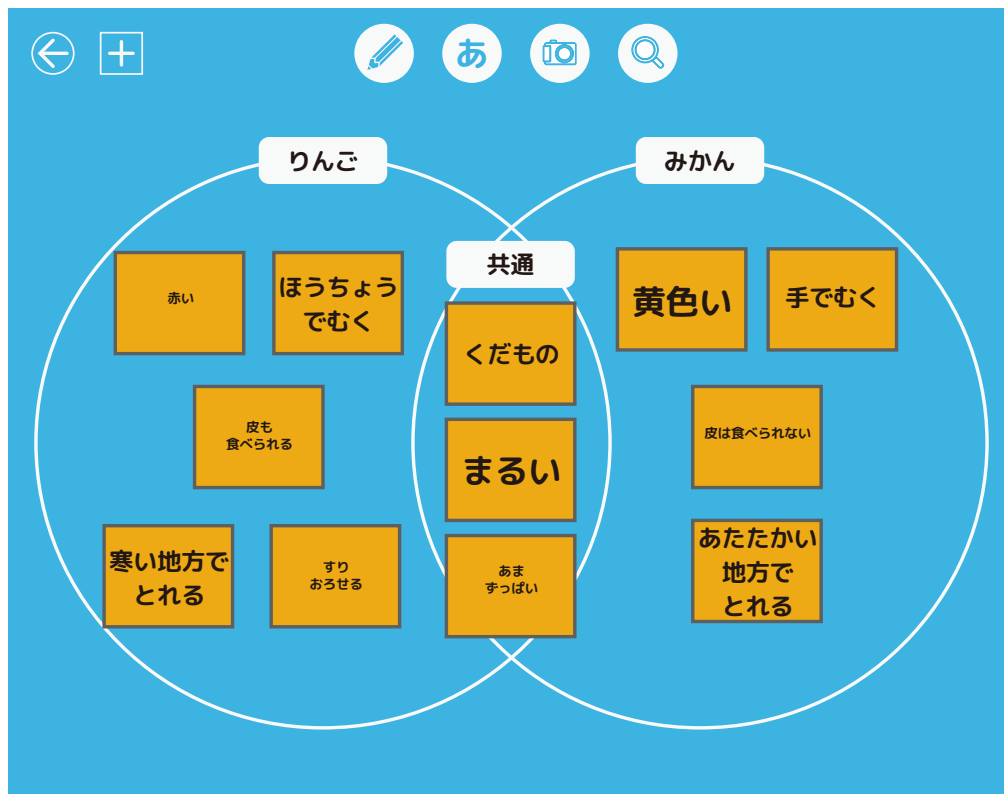 あ
りんご
みかん
共通
赤い
ほうちょう
でむく
皮も
食べられる
寒い地方で
とれる
すり
おろせる
くだもの
まるい
あま
ずっぱい
黄色い
手でむく
皮は食べられない
あたたかい
地方で
とれる